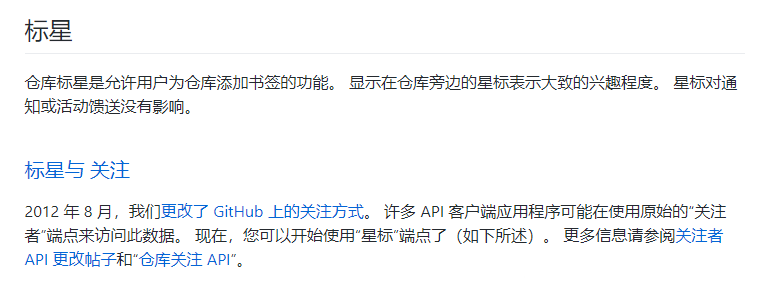 标星
仓库标星是允许用户为仓库添加书签的功能。 显示在仓库旁边的星标表示大致的兴趣程度。 星标对通
知或活动馈送没有影响。
标星与 关注
2012 年 8 月，我们更改了 GitHub 上的关注方式。 许多 API 客户端应用程序可能在使用原始的“关注
者”端点来访问此数据。 现在，您可以开始使用“星标”端点了（如下所述）。 更多信息请参阅关注者
API 更改帖子和“仓库关注 API”。